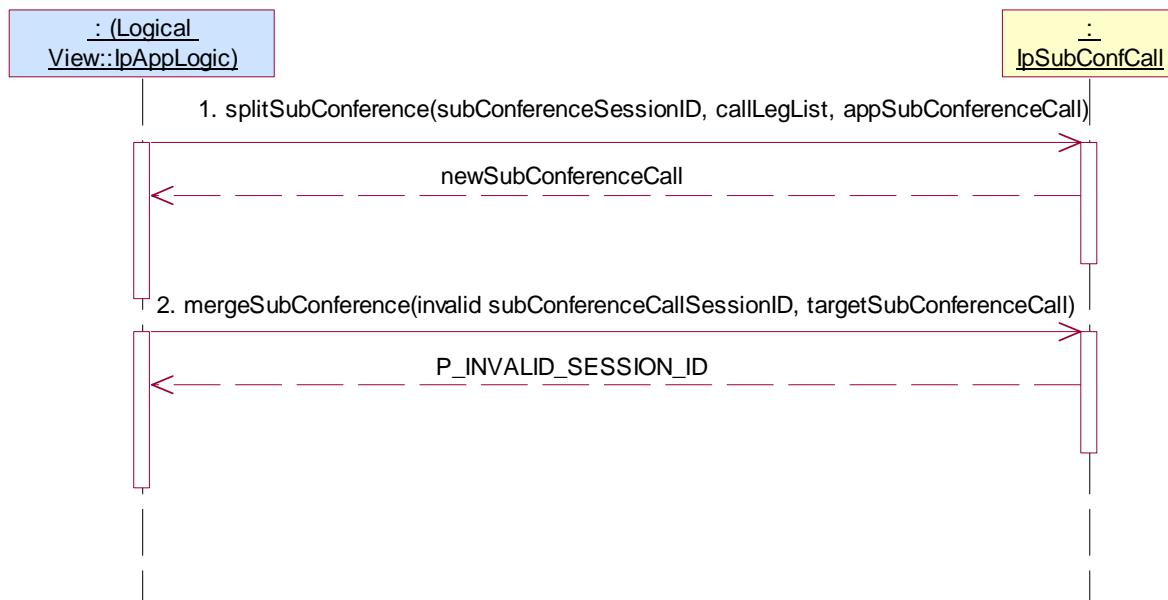 : (Logical
View::IpAppLogic)
:
IpSubConfCall
1. splitSubConference(subConferenceSessionID, callLegList, appSubConferenceCall)
newSubConferenceCall
2. mergeSubConference(invalid subConferenceCallSessionID, targetSubConferenceCall)
P_INVALID_SESSION_ID